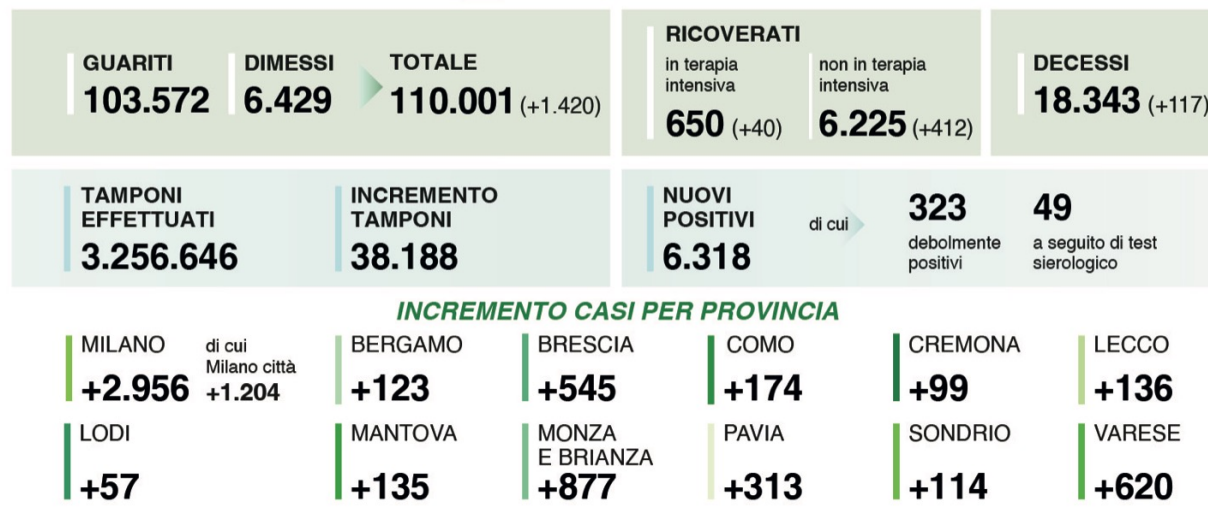 GUARITI
103.572
DIMESSI
6.429
TOTALE
110.001 (+1.420)
RICOVERATI
in terapia
intensiva
650 (+40)
non in terapia
intensiva
6.225 (+412)
DECESSI
18.343 (+117)
TAMPONI
EFFETTUATI
3.256.646
INCREMENTO
TAMPONI
38.188
NUOVI
POSITIVI
6.318
di cui
323
debolmente
positivi
49
a seguito di test
sierologico
INCREMENTO CASI PER PROVINCIA
MILANO
+2.956
di cui
Milano città
+1.204
BERGAMO
+123
BRESCIA
+545
COMO
+174
CREMONA
+99
LECCO
+136
LODI
+57
MANTOVA
+135
MONZA
E BRIANZA
+877
PAVIA
+313
SONDRIO
+114
VARESE
+620